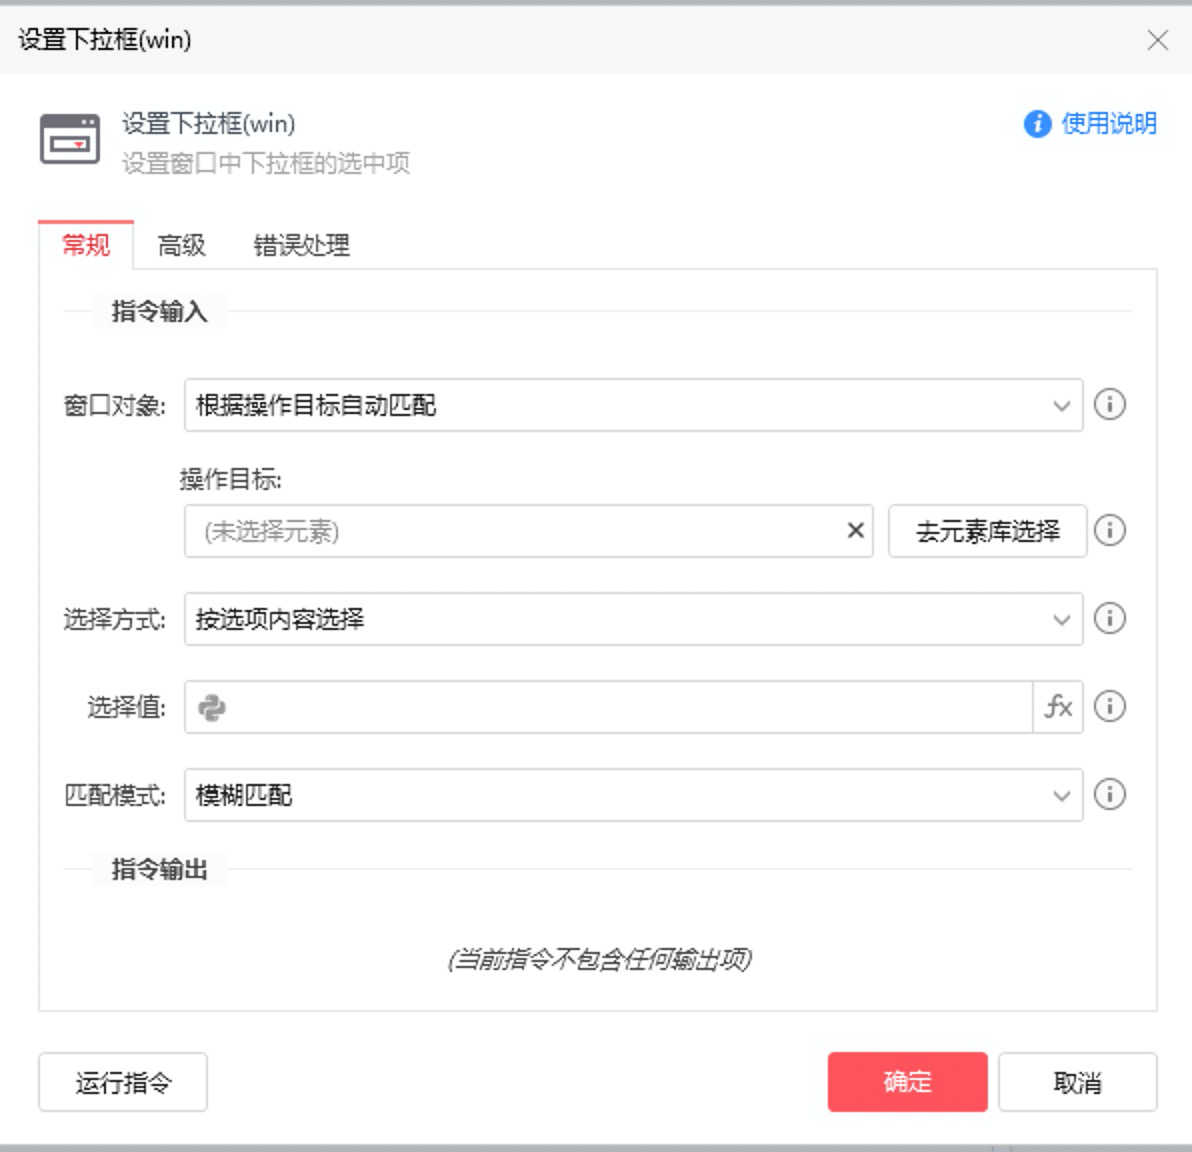 设置下拉框(win)
设置下拉框(win)
使用说明
设置窗口中下拉框的选中项
常规 高级 错误处理
指令输入
窗口对象: 根据操作目标自动匹配
操作目标:
(未选择元素) 去元素库选择
选择方式: 按选项内容选择
选择值: fx
匹配模式: 模糊匹配
指令输出
(当前指令不包含任何输出项)
运行指令 确定 取消